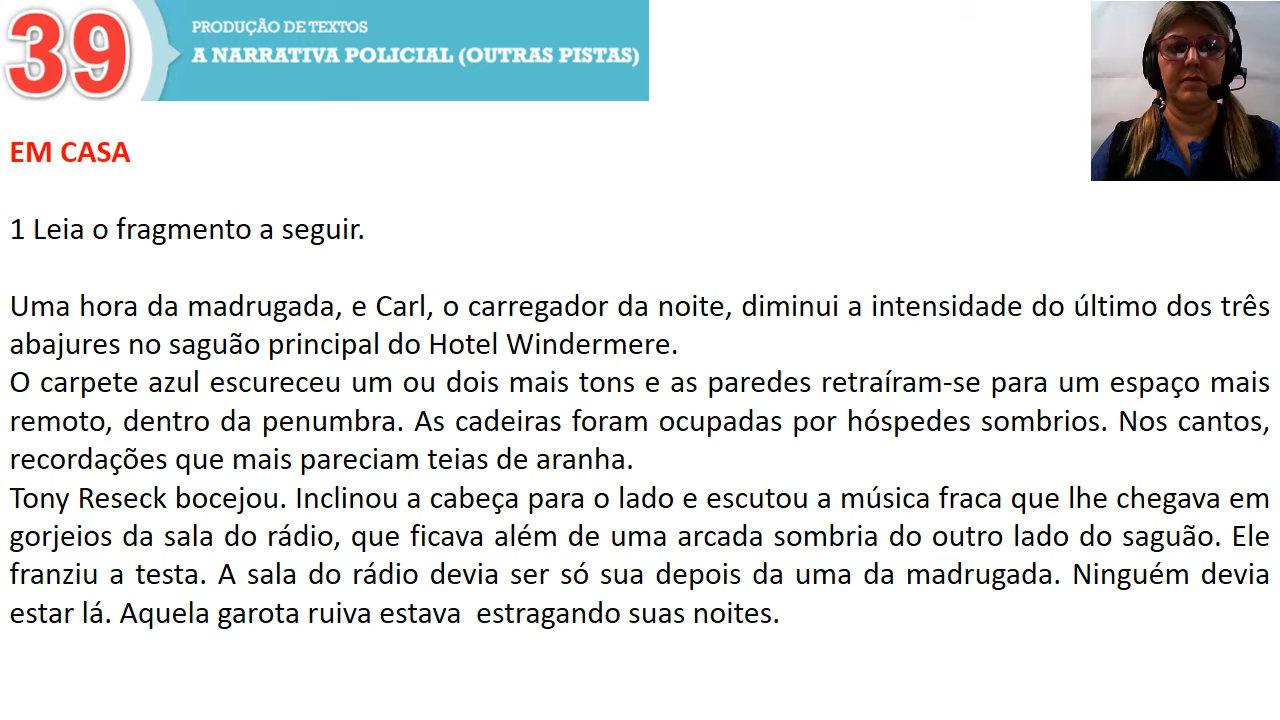 39
PRODUÇÃO DE TEXTOS
A NARRATIVA POLICIAL (OUTRAS PISTAS)
EM CASA
1 Leia o fragmento a seguir.
Uma hora da madrugada, e Carl, o carregador da noite, diminui a intensidade do último dos três
abajures no saguão principal do Hotel Windermere.
O carpete azul escureceu um ou dois mais tons e as paredes retraíram-se para um espaço mais
remoto, dentro da penumbra. As cadeiras foram ocupadas por hóspedes sombrios. Nos cantos,
recordações que mais pareciam teias de aranha.
Tony Reseck bocejou. Inclinou a cabeça para o lado e escutou a música fraca que lhe chegava em
gorjeios da sala do rádio, que ficava além de uma arcada sombria do outro lado do saguão. Ele
franziu a testa. A sala do rádio devia ser só sua depois da uma da madrugada. Ninguém devia
estar lá. Aquela garota ruiva estava  estragando suas noites.